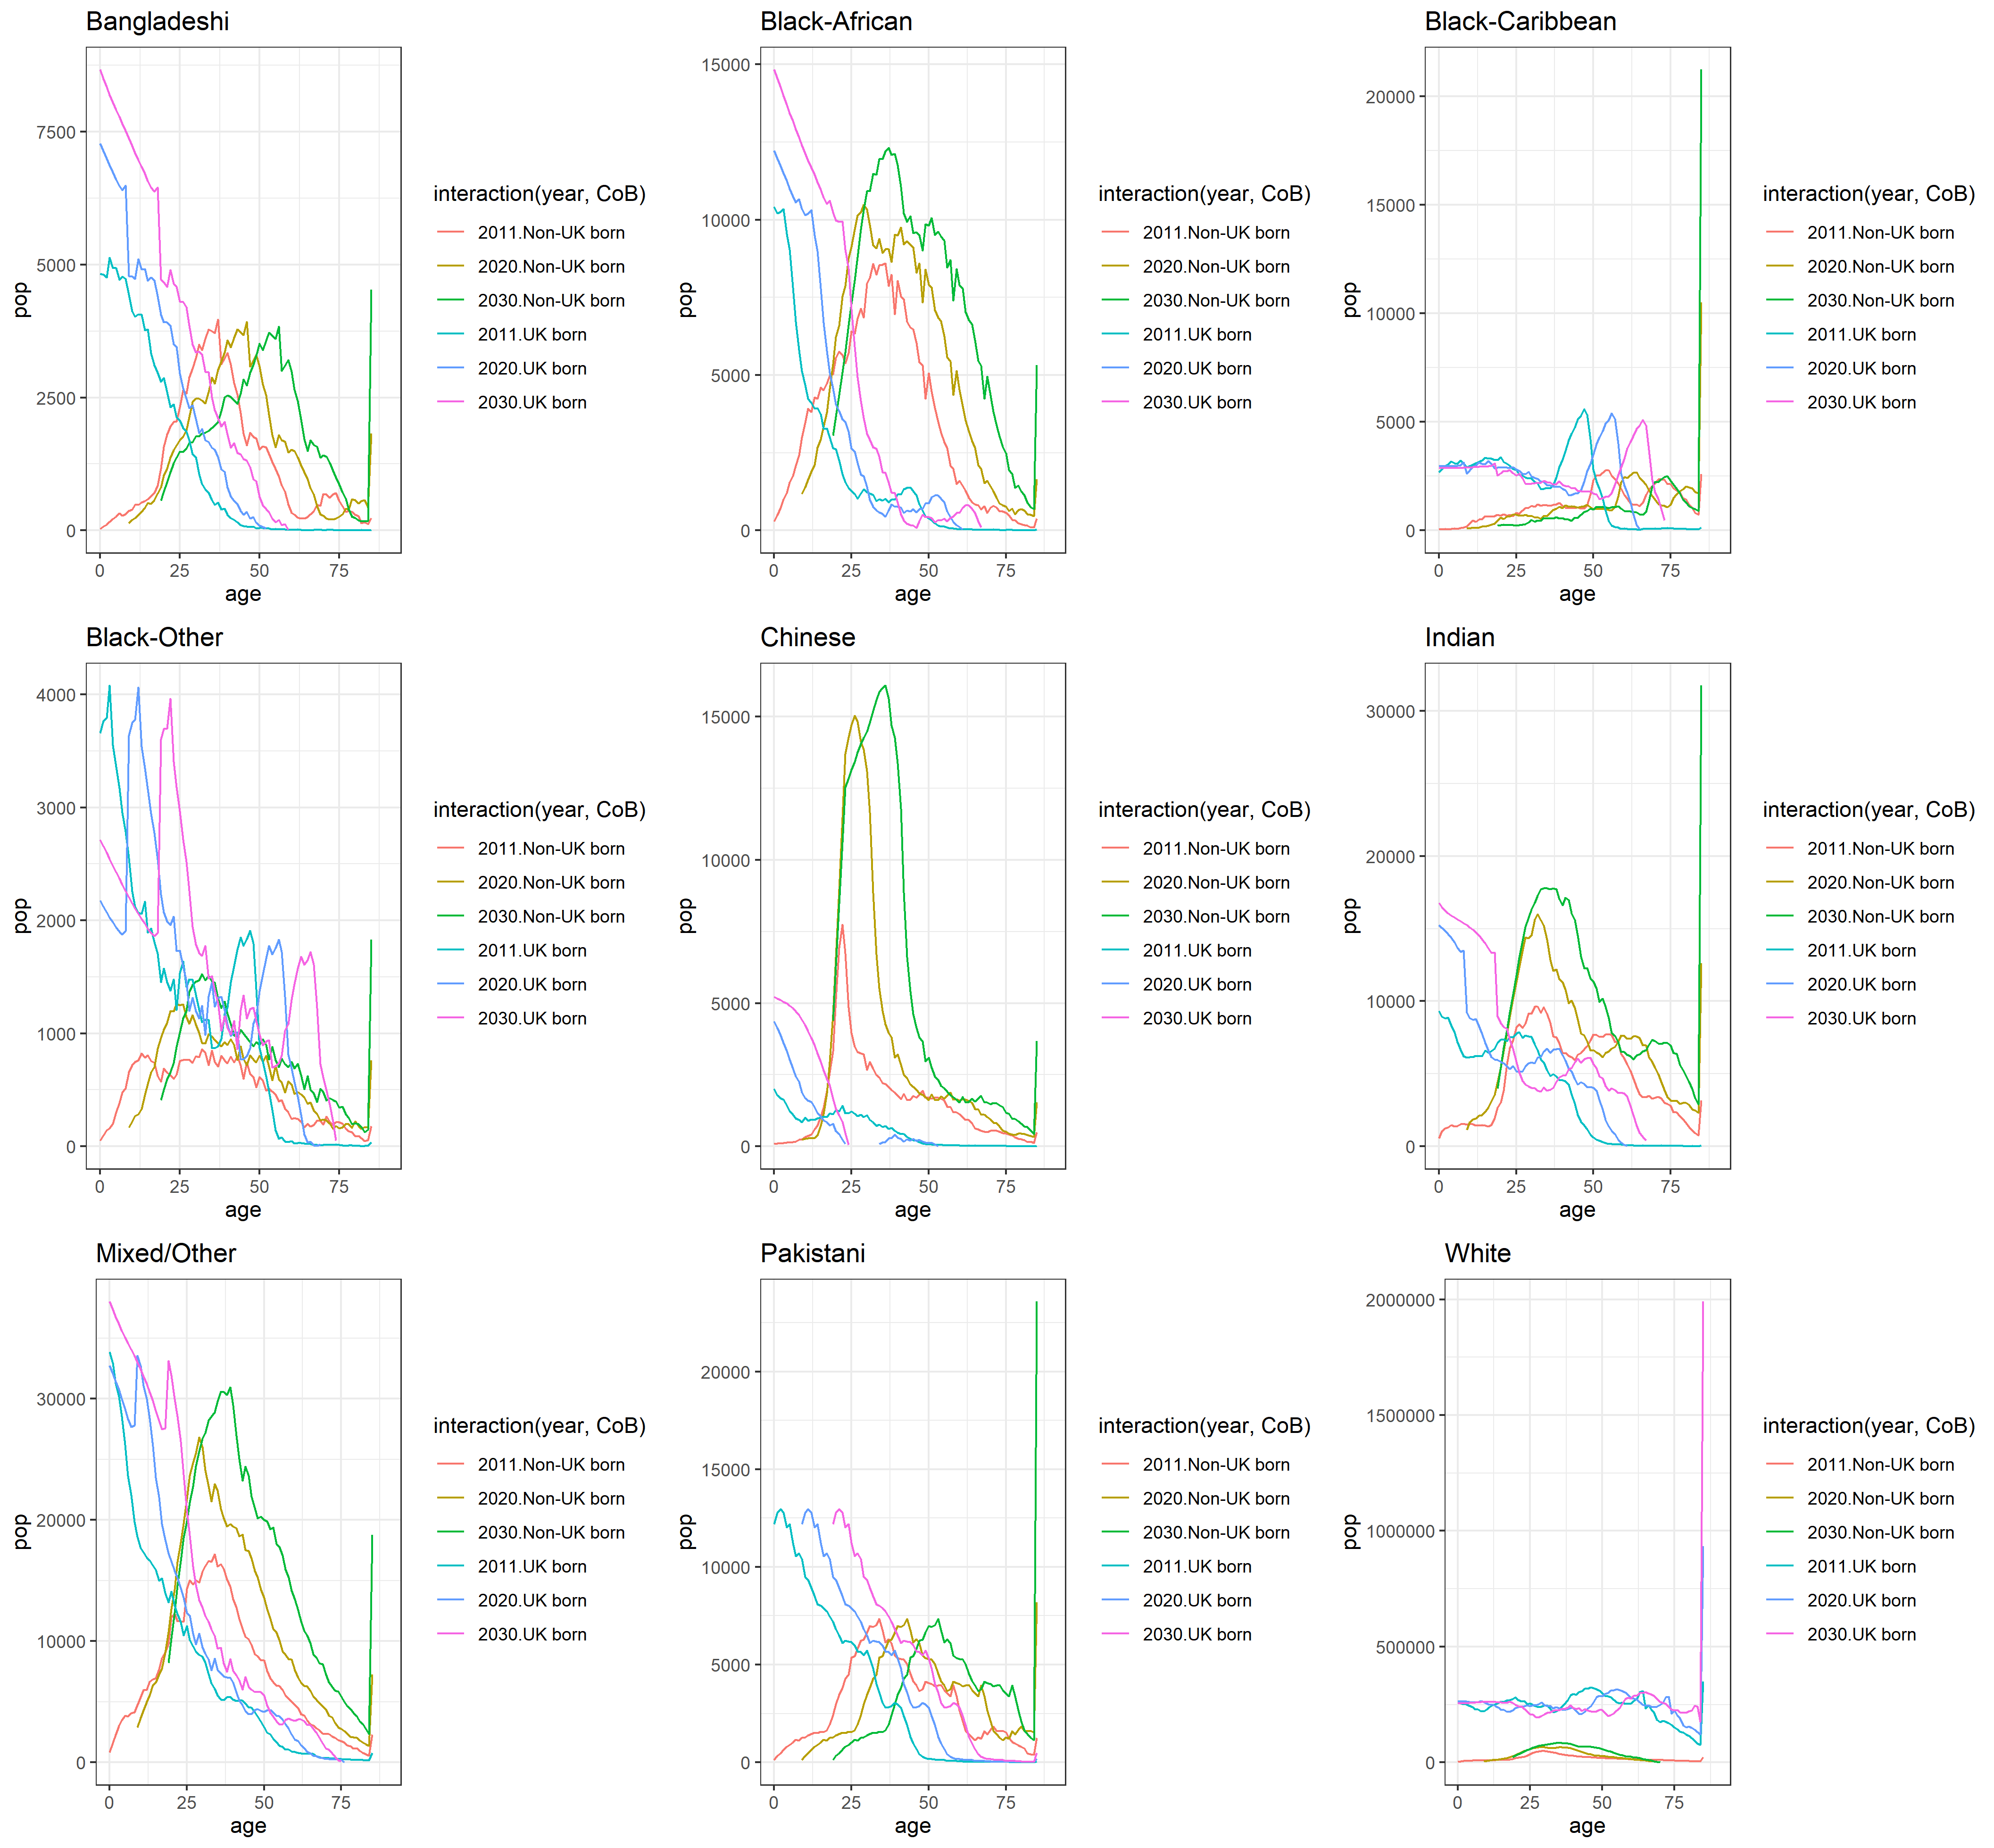 Bangladeshi
pop
7500
5000
2500
0
0 25 50 75
age
interaction(year, CoB)
2011.Non-UK born
2020.Non-UK born
2030.Non-UK born
2011.UK born
2020.UK born
2030.UK born
Black-African
pop
15000
10000
5000
0
0 25 50 75
age
interaction(year, CoB)
2011.Non-UK born
2020.Non-UK born
2030.Non-UK born
2011.UK born
2020.UK born
2030.UK born
Black-Caribbean
pop
20000
15000
10000
5000
0
0 25 50 75
age
interaction(year, CoB)
2011.Non-UK born
2020.Non-UK born
2030.Non-UK born
2011.UK born
2020.UK born
2030.UK born
Black-Other
pop
4000
3000
2000
1000
0
0 25 50 75
age
interaction(year, CoB)
2011.Non-UK born
2020.Non-UK born
2030.Non-UK born
2011.UK born
2020.UK born
2030.UK born
Chinese
pop
15000
10000
5000
0
0 25 50 75
age
interaction(year, CoB)
2011.Non-UK born
2020.Non-UK born
2030.Non-UK born
2011.UK born
2020.UK born
2030.UK born
Indian
pop
30000
20000
10000
0
0 25 50 75
age
interaction(year, CoB)
2011.Non-UK born
2020.Non-UK born
2030.Non-UK born
2011.UK born
2020.UK born
2030.UK born
Mixed/Other
pop
30000
20000
10000
0
0 25 50 75
age
interaction(year, CoB)
2011.Non-UK born
2020.Non-UK born
2030.Non-UK born
2011.UK born
2020.UK born
2030.UK born
Pakistani
pop
20000
15000
10000
5000
0
0 25 50 75
age
interaction(year, CoB)
2011.Non-UK born
2020.Non-UK born
2030.Non-UK born
2011.UK born
2020.UK born
2030.UK born
White
pop
2000000
1500000
1000000
500000
0
0 25 50 75
age
interaction(year, CoB)
2011.Non-UK born
2020.Non-UK born
2030.Non-UK born
2011.UK born
2020.UK born
2030.UK born